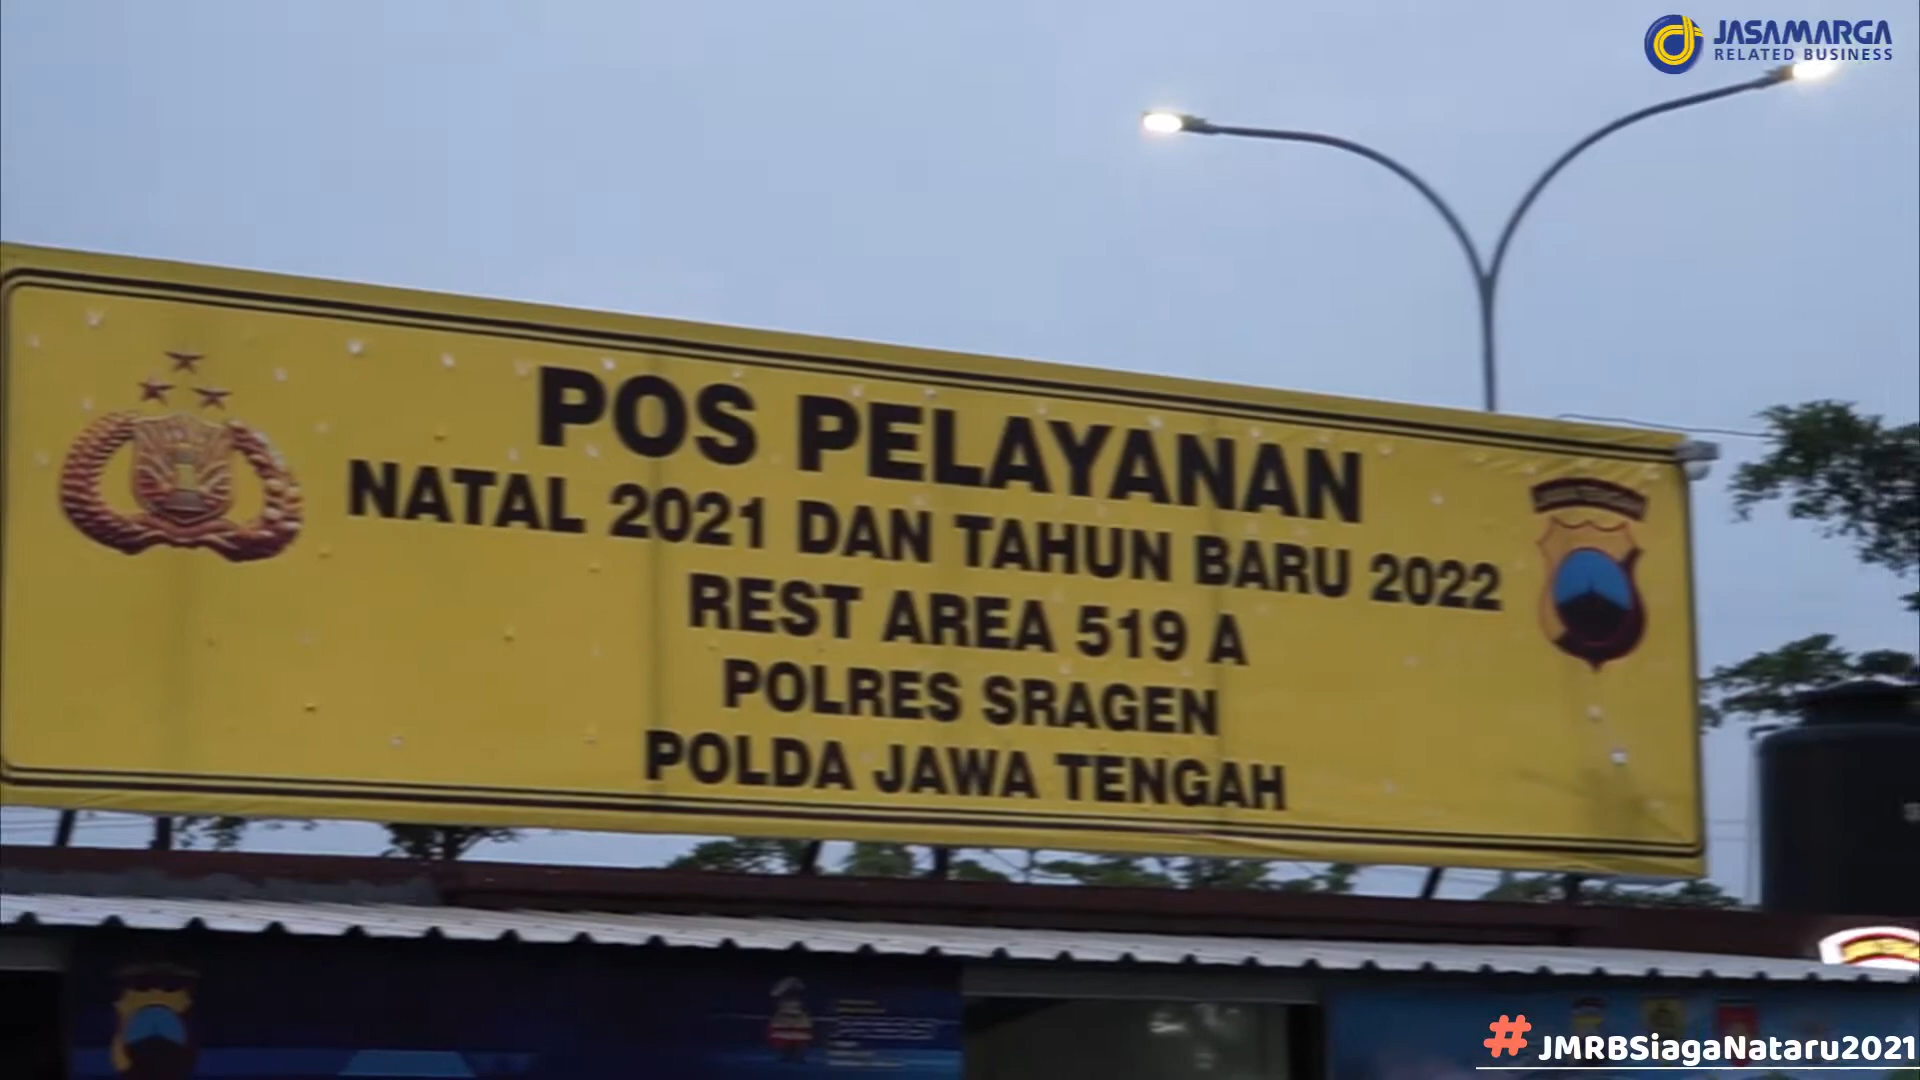 JASAMARGA
RELATED BUSINESS
POS PELAYANAN
NATAL 2021 DAN TAHUN BARU 2022
REST AREA 519 A
POLRES SRAGEN
POLDA JAWA TENGAH
#JMRBSiagaNataru2021